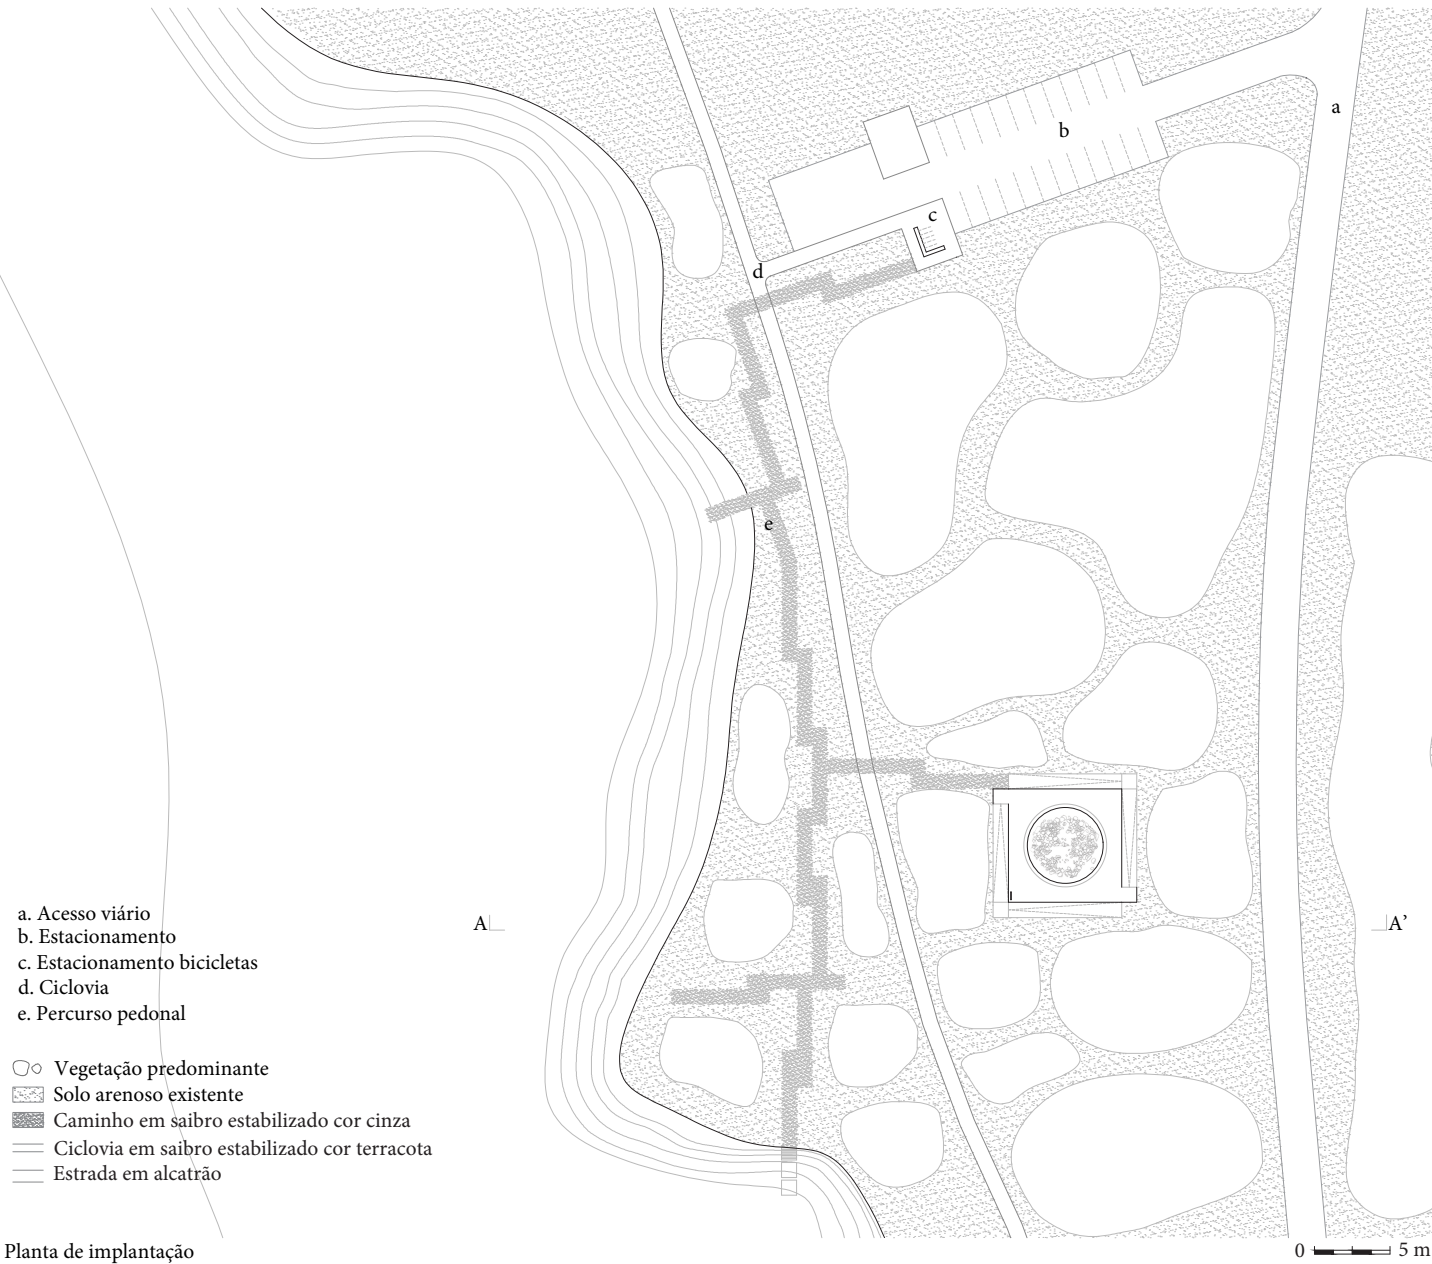 a
b
c
d
e
A
A’
a. Acesso viário
b. Estacionamento
c. Estacionamento bicicletas
d. Ciclovia
e. Percurso pedonal
Vegetação predominante
Solo arenoso existente
Caminho em saibro estabilizado cor cinza
Ciclovia em saibro estabilizado cor terracota
Estrada em alcatrão
Planta de implantação
0 5 m